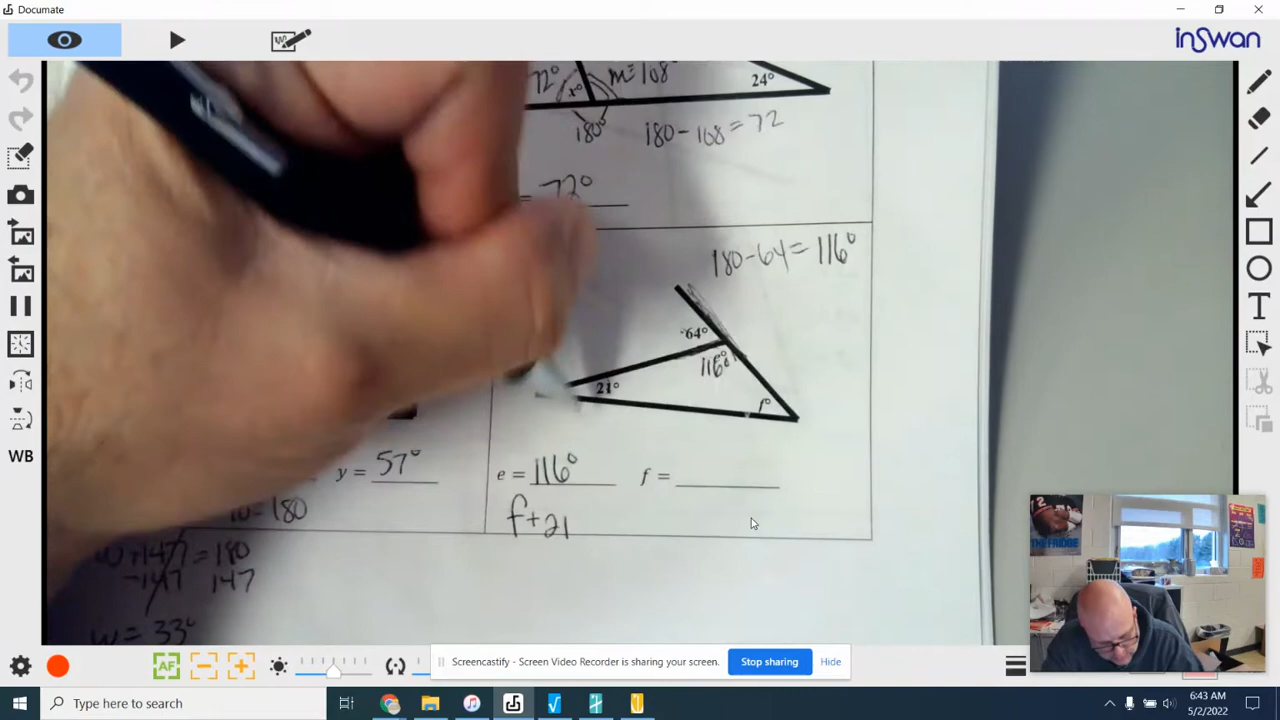 Documate
inSwan
72°
x°
m=108°
24°
180°
180-108=72
= 72°
180-64=116°
64°
116°
21°
f°
y = 57°
e = 116°
f =
=180
f+21
+147=180
-147 147
w= 33°
WB
THE FRIDGE
AF
Screencastify - Screen Video Recorder is sharing your screen.
Stop sharing
Hide
Type here to search
6:43 AM
5/2/2022